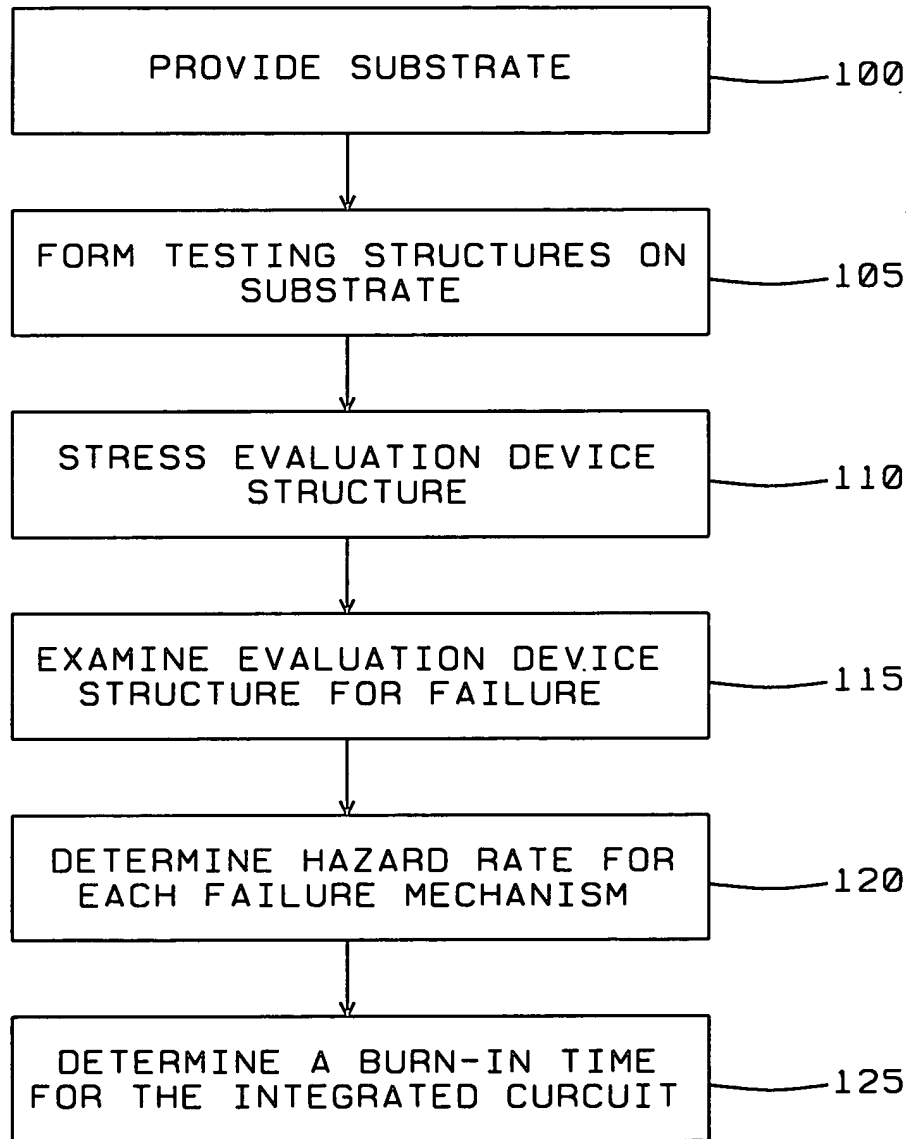 PROVIDE SUBSTRATE
100
FORM TESTING STRUCTURES ON
SUBSTRATE
105
STRESS EVALUATION DEVICE
STRUCTURE
110
EXAMINE EVALUATION DEVICE
STRUCTURE FOR FAILURE
115
DETERMINE HAZARD RATE FOR
EACH FAILURE MECHANISM
120
DETERMINE A BURN-IN TIME
FOR THE INTEGRATED CURCUIT
125